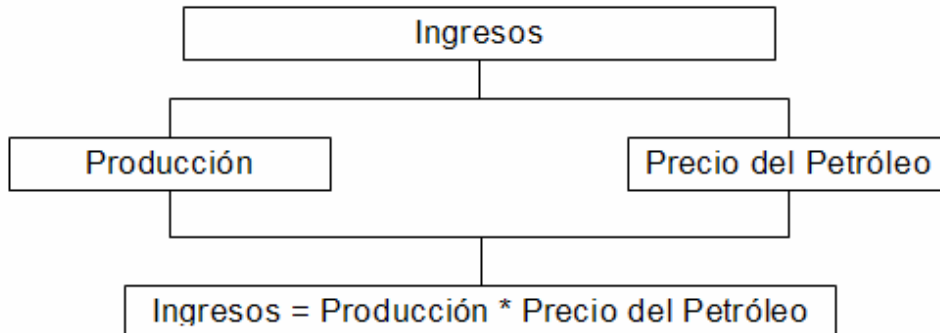 Ingresos
Producción
Precio del Petróleo
Ingresos = Producción * Precio del Petróleo